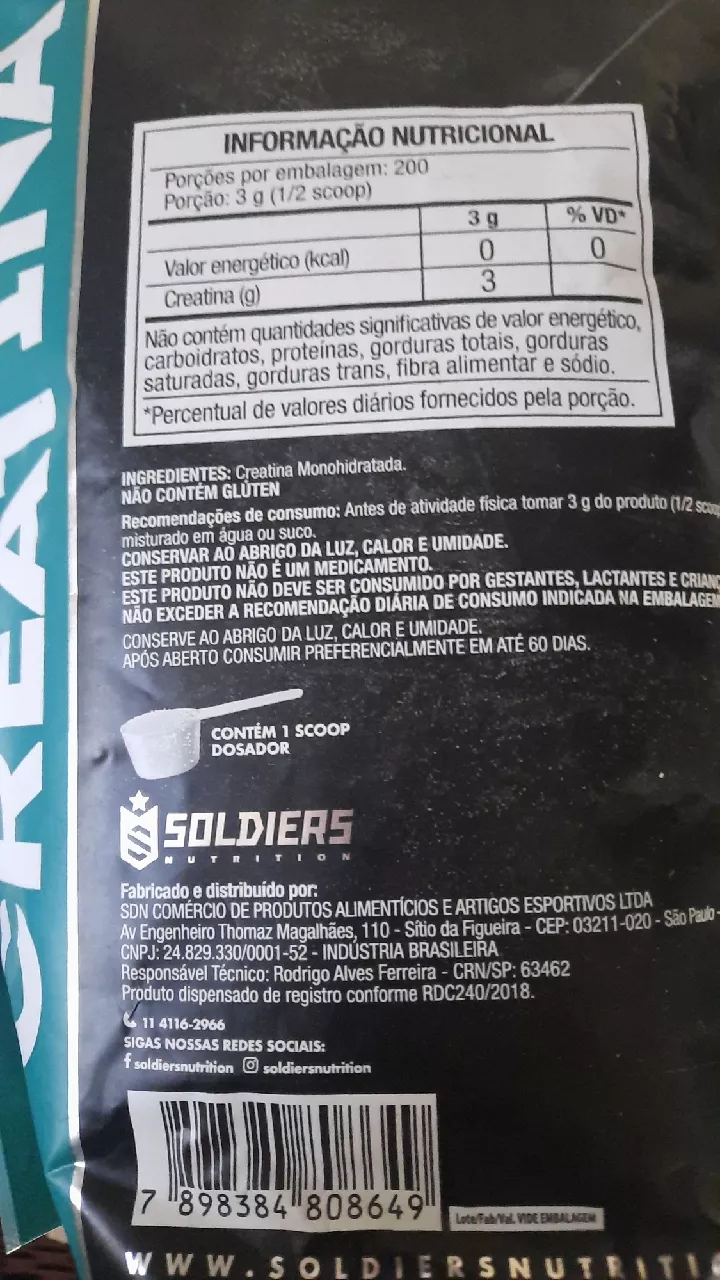 CREATINA
INFORMAÇÃO NUTRICIONAL
Porções por embalagem: 200
Porção: 3 g (1/2 scoop)
3 g % VD*
Valor energético (kcal) 0 0
Creatina (g) 3
Não contém quantidades significativas de valor energético,
carboidratos, proteínas, gorduras totais, gorduras
saturadas, gorduras trans, fibra alimentar e sódio.
*Percentual de valores diários fornecidos pela porção.
INGREDIENTES: Creatina Monohidratada.
NÃO CONTÉM GLÚTEN
Recomendações de consumo: Antes de atividade física tomar 3 g do produto (1/2 scoop
misturado em água ou suco.
CONSERVAR AO ABRIGO DA LUZ, CALOR E UMIDADE.
ESTE PRODUTO NÃO É UM MEDICAMENTO.
ESTE PRODUTO NÃO DEVE SER CONSUMIDO POR GESTANTES, LACTANTES E CRIANÇ
NÃO EXCEDER A RECOMENDAÇÃO DIÁRIA DE CONSUMO INDICADA NA EMBALAGEM
CONSERVE AO ABRIGO DA LUZ, CALOR E UMIDADE.
APÓS ABERTO CONSUMIR PREFERENCIALMENTE EM ATÉ 60 DIAS.
CONTÉM 1 SCOOP
DOSADOR
SOLDIERS
NUTRITION
Fabricado e distribuído por:
SDN COMÉRCIO DE PRODUTOS ALIMENTÍCIOS E ARTIGOS ESPORTIVOS LTDA
Av Engenheiro Thomaz Magalhães, 110 - Sítio da Figueira - CEP: 03211-020 - São Paulo -
CNPJ: 24.829.330/0001-52 - INDÚSTRIA BRASILEIRA
Responsável Técnico: Rodrigo Alves Ferreira - CRN/SP: 63462
Produto dispensado de registro conforme RDC240/2018.
11 4116-2966
SIGAS NOSSAS REDES SOCIAIS:
soldiersnutrition soldiersnutrition
7 898384 808649
Lote/Fab/Val. VIDE EMBALAGEM
WWW.SOLDIERSNUTRITI